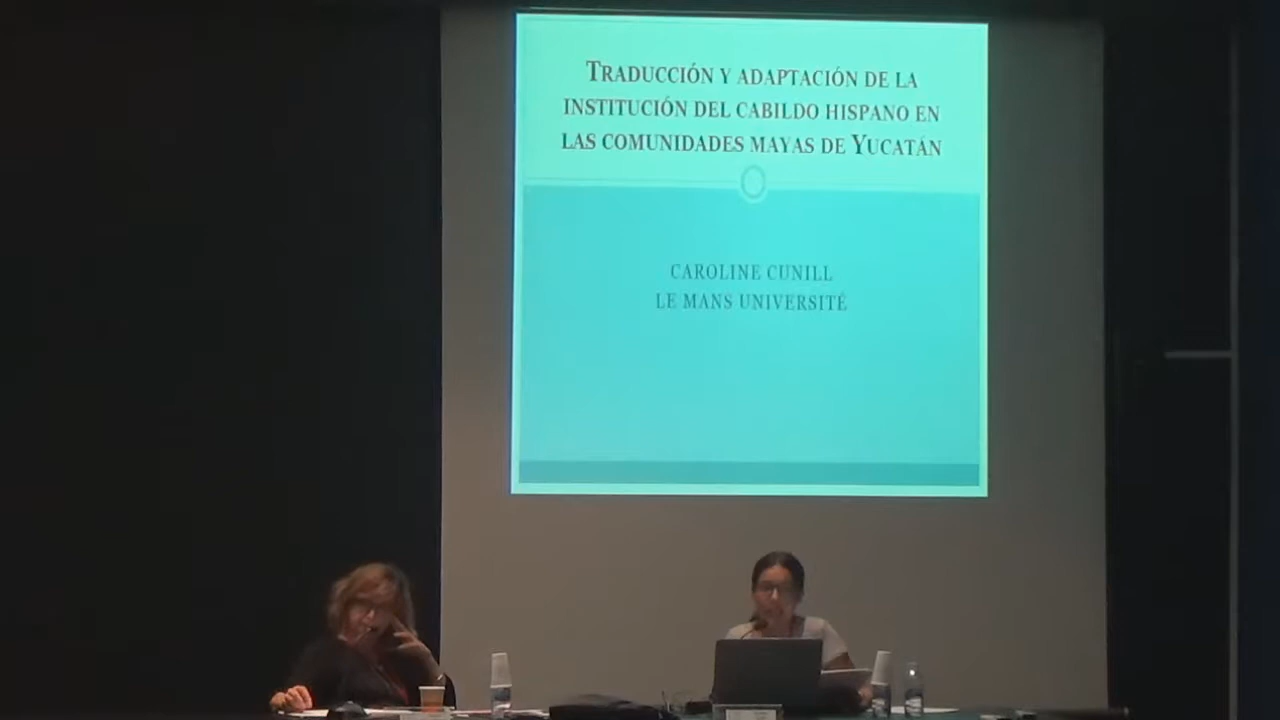 TRADUCCIÓN Y ADAPTACIÓN DE LA
INSTITUCIÓN DEL CABILDO HISPANO EN
LAS COMUNIDADES MAYAS DE YUCATÁN
CAROLINE CUNILL
LE MANS UNIVERSITÉ